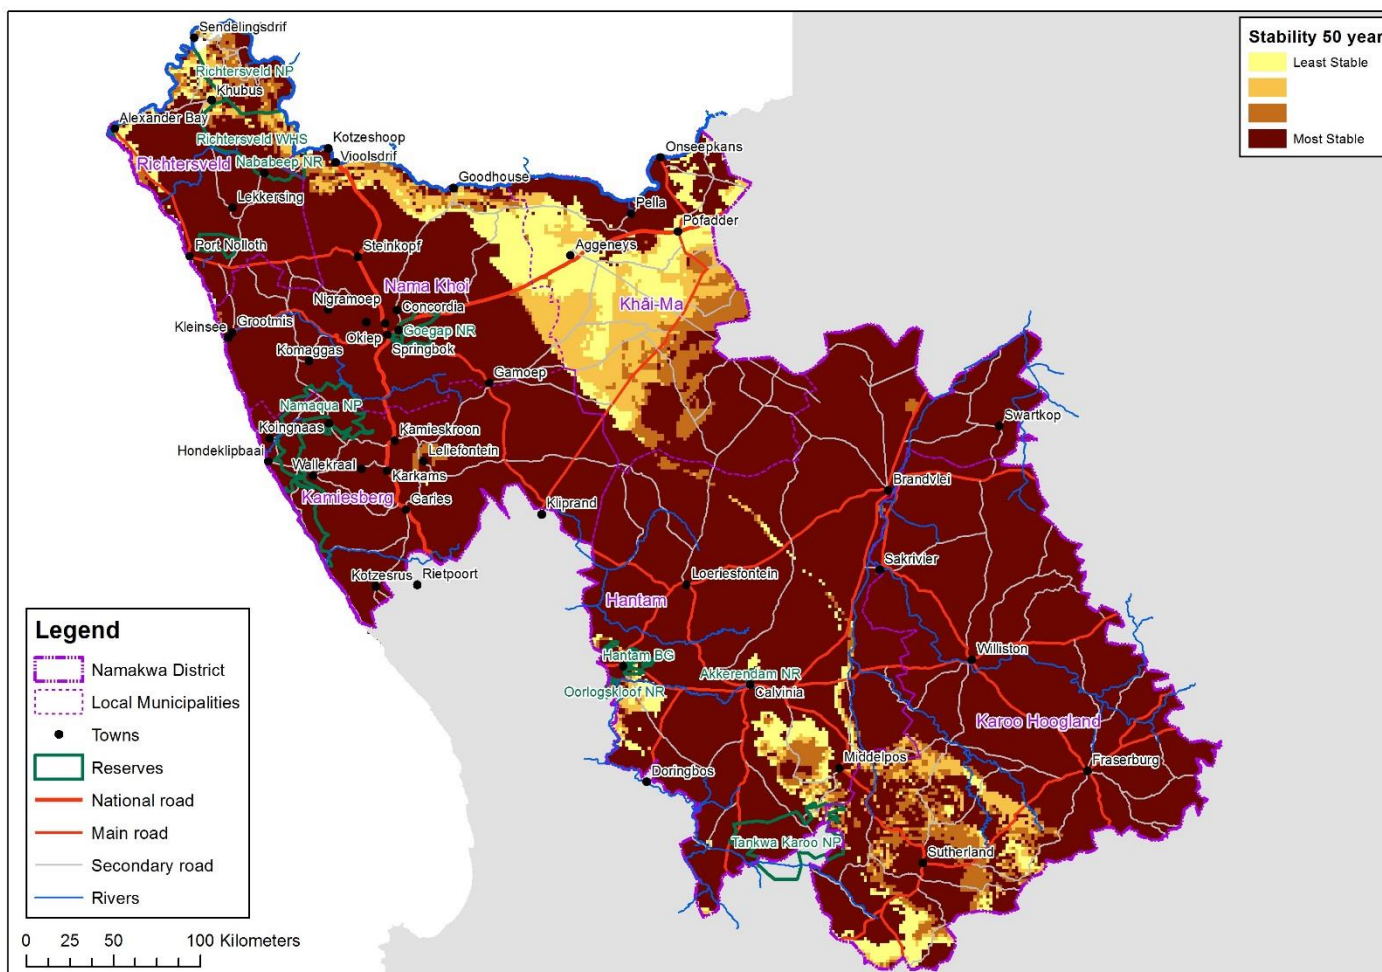 Stability 50 year
Least Stable
Most Stable
Sendelingsdrif
Richtersveld NP
Khubus
Alexander Bay
Richtersveld WHS
Kotzeshoop
Vioolsdrif
Richtersveld
Nababeep NR
Goodhouse
Onseepkans
Lekkersing
Pella
Pofadder
Port Nolloth
Steinkopf
Aggeneys
Nama Khoi
Khâi-Ma
Nigramoep
Concordia
Kleinsee
Grootmis
Okiep
Goegap NR
Springbok
Komaggas
Gamoep
Namaqua NP
Koingnaas
Kamieskroon
Swartkop
Hondeklipbaai
Wallekraal
Leliefontein
Karkams
Kamiesberg
Garies
Kliprand
Brandvlei
Kotzesrus
Rietpoort
Loeriesfontein
Sakrivier
Hantam
Hantam BG
Williston
Akkerendam NR
Oorlogskloof NR
Calvinia
Karoo Hoogland
Middelpos
Fraserburg
Doringbos
Tankwa Karoo NP
Sutherland
Legend
Namakwa District
Local Municipalities
Towns
Reserves
National road
Main road
Secondary road
Rivers
0 25 50 100 Kilometers